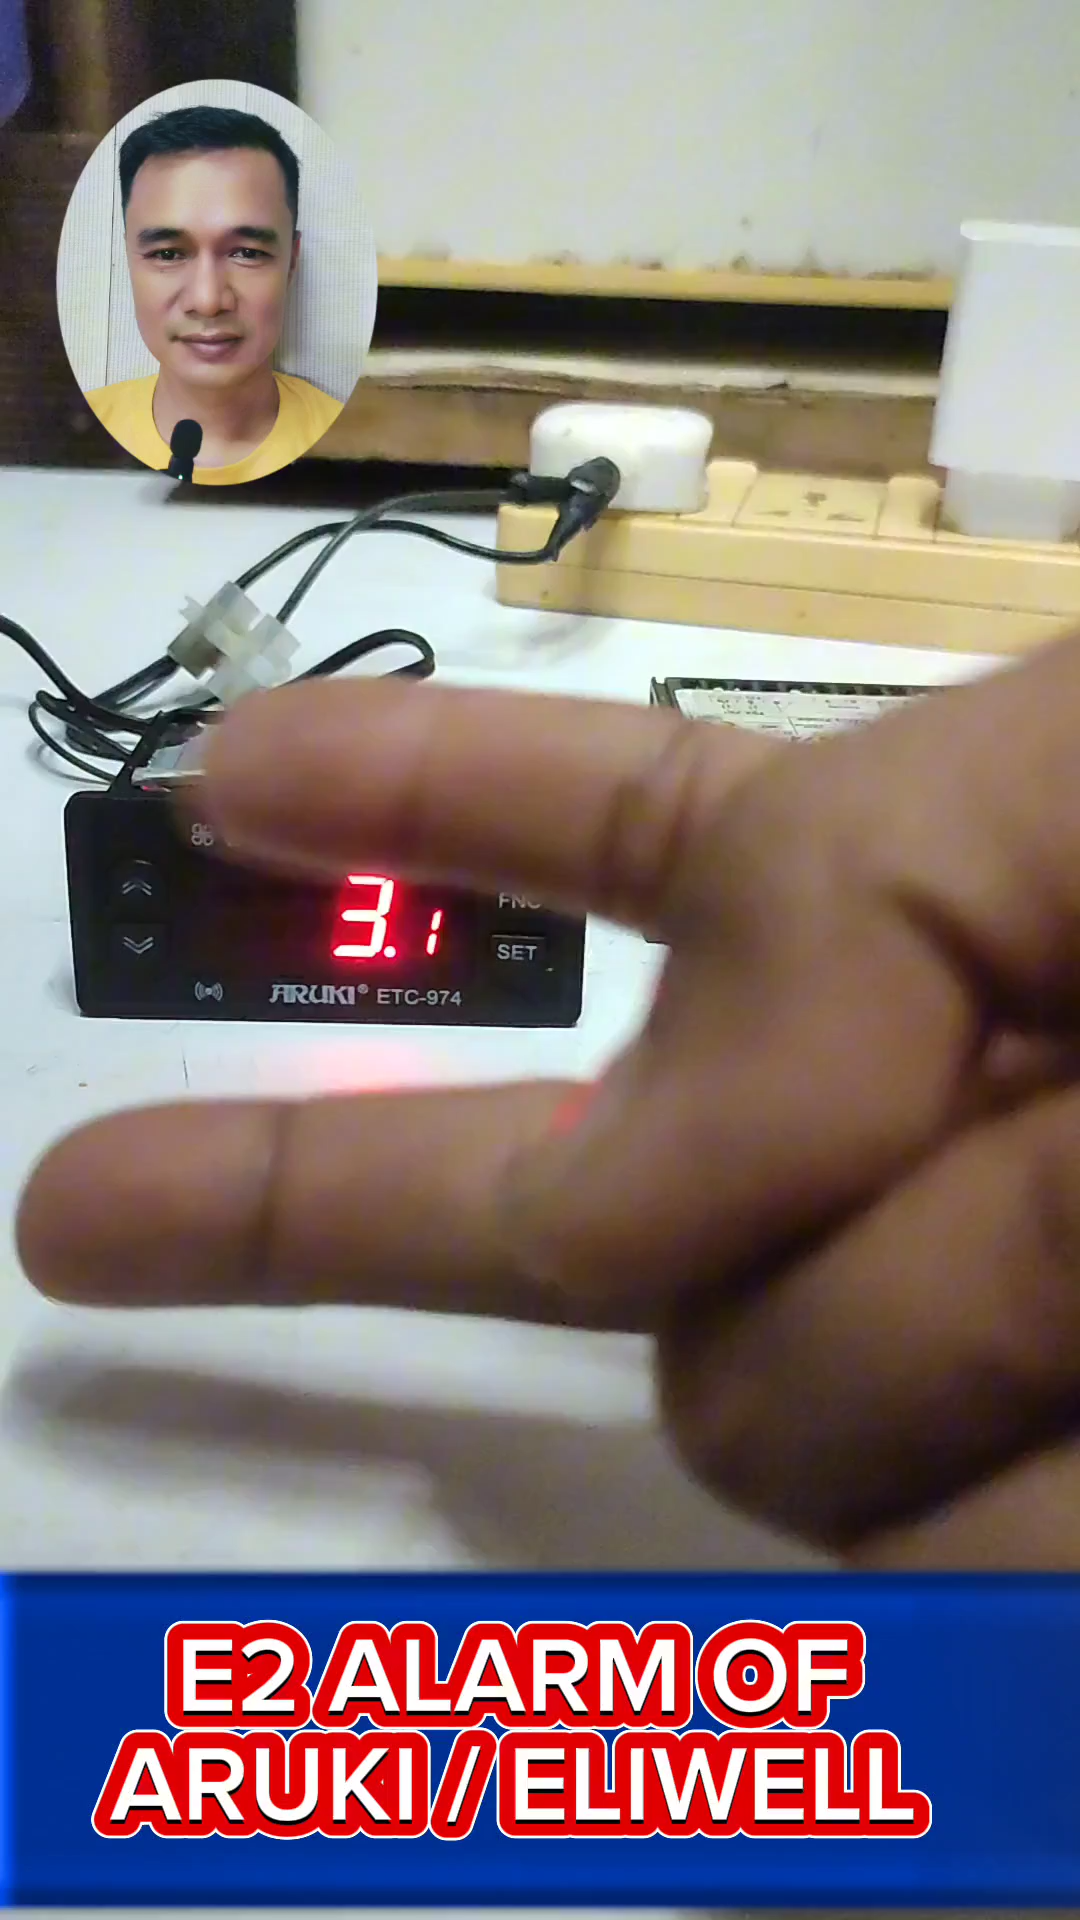 3.1
FNC
SET
ARUKI® ETC-974
E2 ALARM OF
ARUKI / ELIWELL